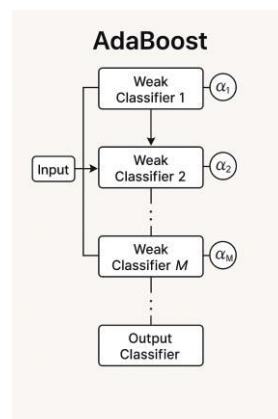 AdaBoost
Weak
Classifier 1
α1
Input
Weak
Classifier 2
α2
Weak
Classifier M
αM
Output
Classifier